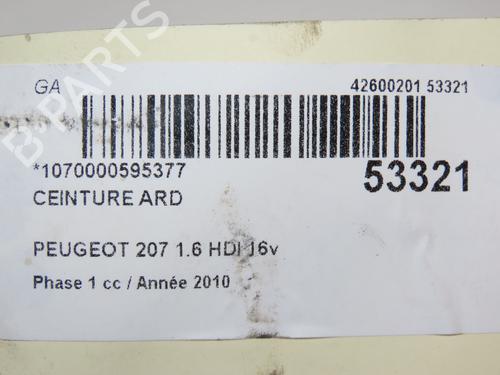 GA
42600201 53321
*1070000595377
53321
CEINTURE ARD
PEUGEOT 207 1.6 HDI 16v
Phase 1 cc / Année 2010
B-PARTS